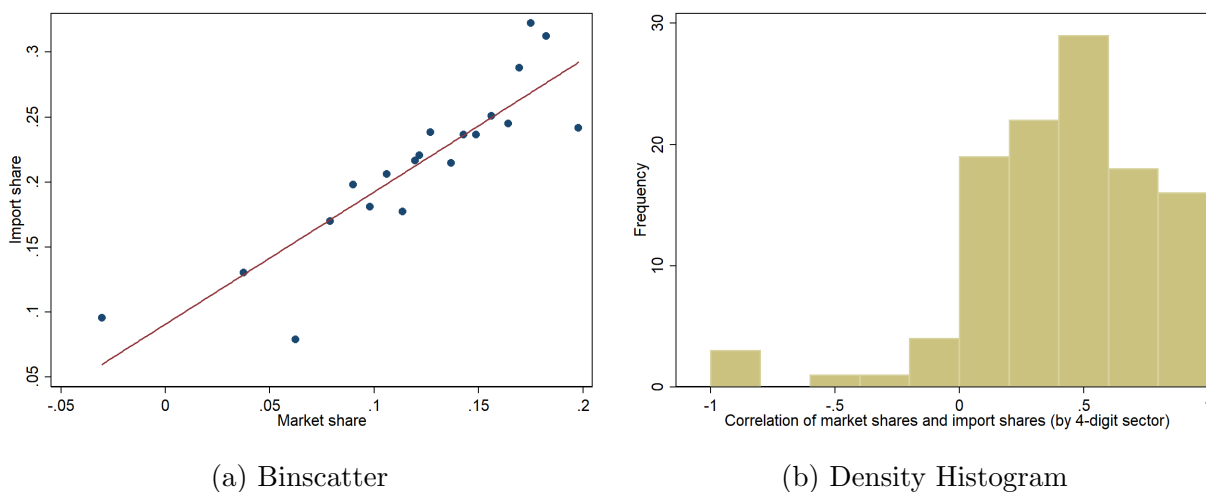 .3
.25
.2
.15
.1
.05
Import share
-.05 0 .05 .1 .15 .2
Market share
(a) Binscatter
30
20
10
0
Frequency
-1 -.5 0 .5 1
Correlation of market shares and import shares (by 4-digit sector)
(b) Density Histogram